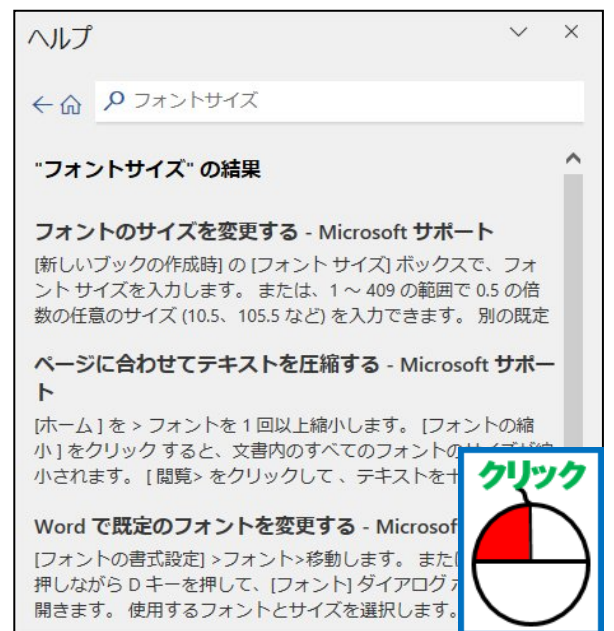 ヘルプ
フォントサイズ
"フォントサイズ" の結果
フォントのサイズを変更する - Microsoft サポート
[新しいブックの作成時] の [フォント サイズ] ボックスで、フォ
ント サイズを入力します。 または、1 ～ 409 の範囲で 0.5 の倍
数の任意のサイズ (10.5、105.5 など) を入力できます。 別の既定
ページに合わせてテキストを圧縮する - Microsoft サポー
ト
[ホーム ] を > フォントを 1 回以上縮小します。 [フォントの縮
小 ] をクリック すると、文書内のすべてのフォントの
小されます。 [ 閲覧> をクリックして 、テキストを
クリック
Word で既定のフォントを変更する - Microsof
[フォントの書式設定] >フォント>移動します。 また
押しながら D キーを押して、[フォント] ダイアログ
開きます。 使用するフォントとサイズを選択します。